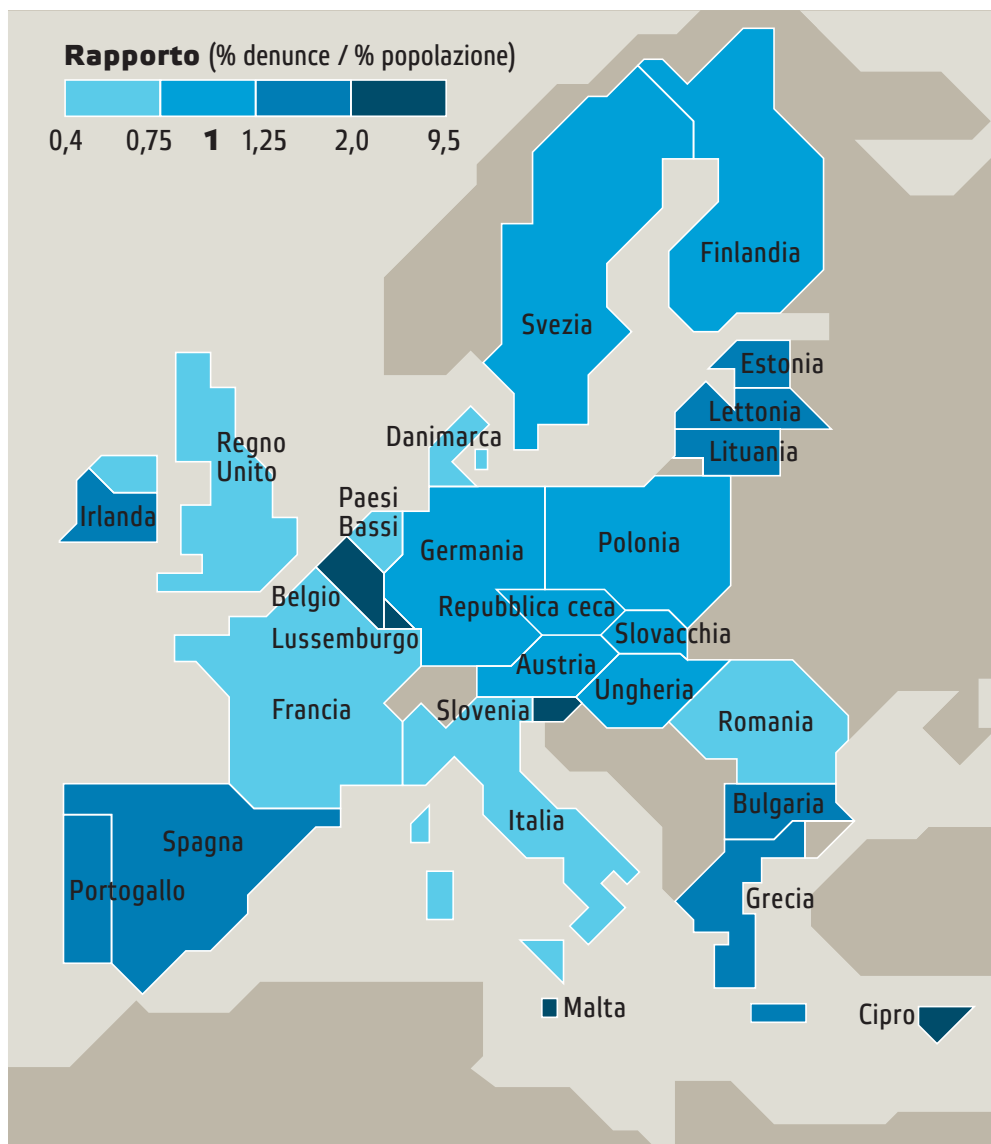 Rapporto (% denunce / % popolazione)
0,4 0,75 1 1,25 2,0 9,5
Finlandia
Svezia
Estonia
Lettonia
Lituania
Danimarca
Regno
Unito
Irlanda
Paesi
Bassi
Germania
Polonia
Belgio
Repubblica ceca
Lussemburgo
Slovacchia
Austria
Ungheria
Francia
Slovenia
Romania
Bulgaria
Italia
Spagna
Portogallo
Grecia
Malta
Cipro